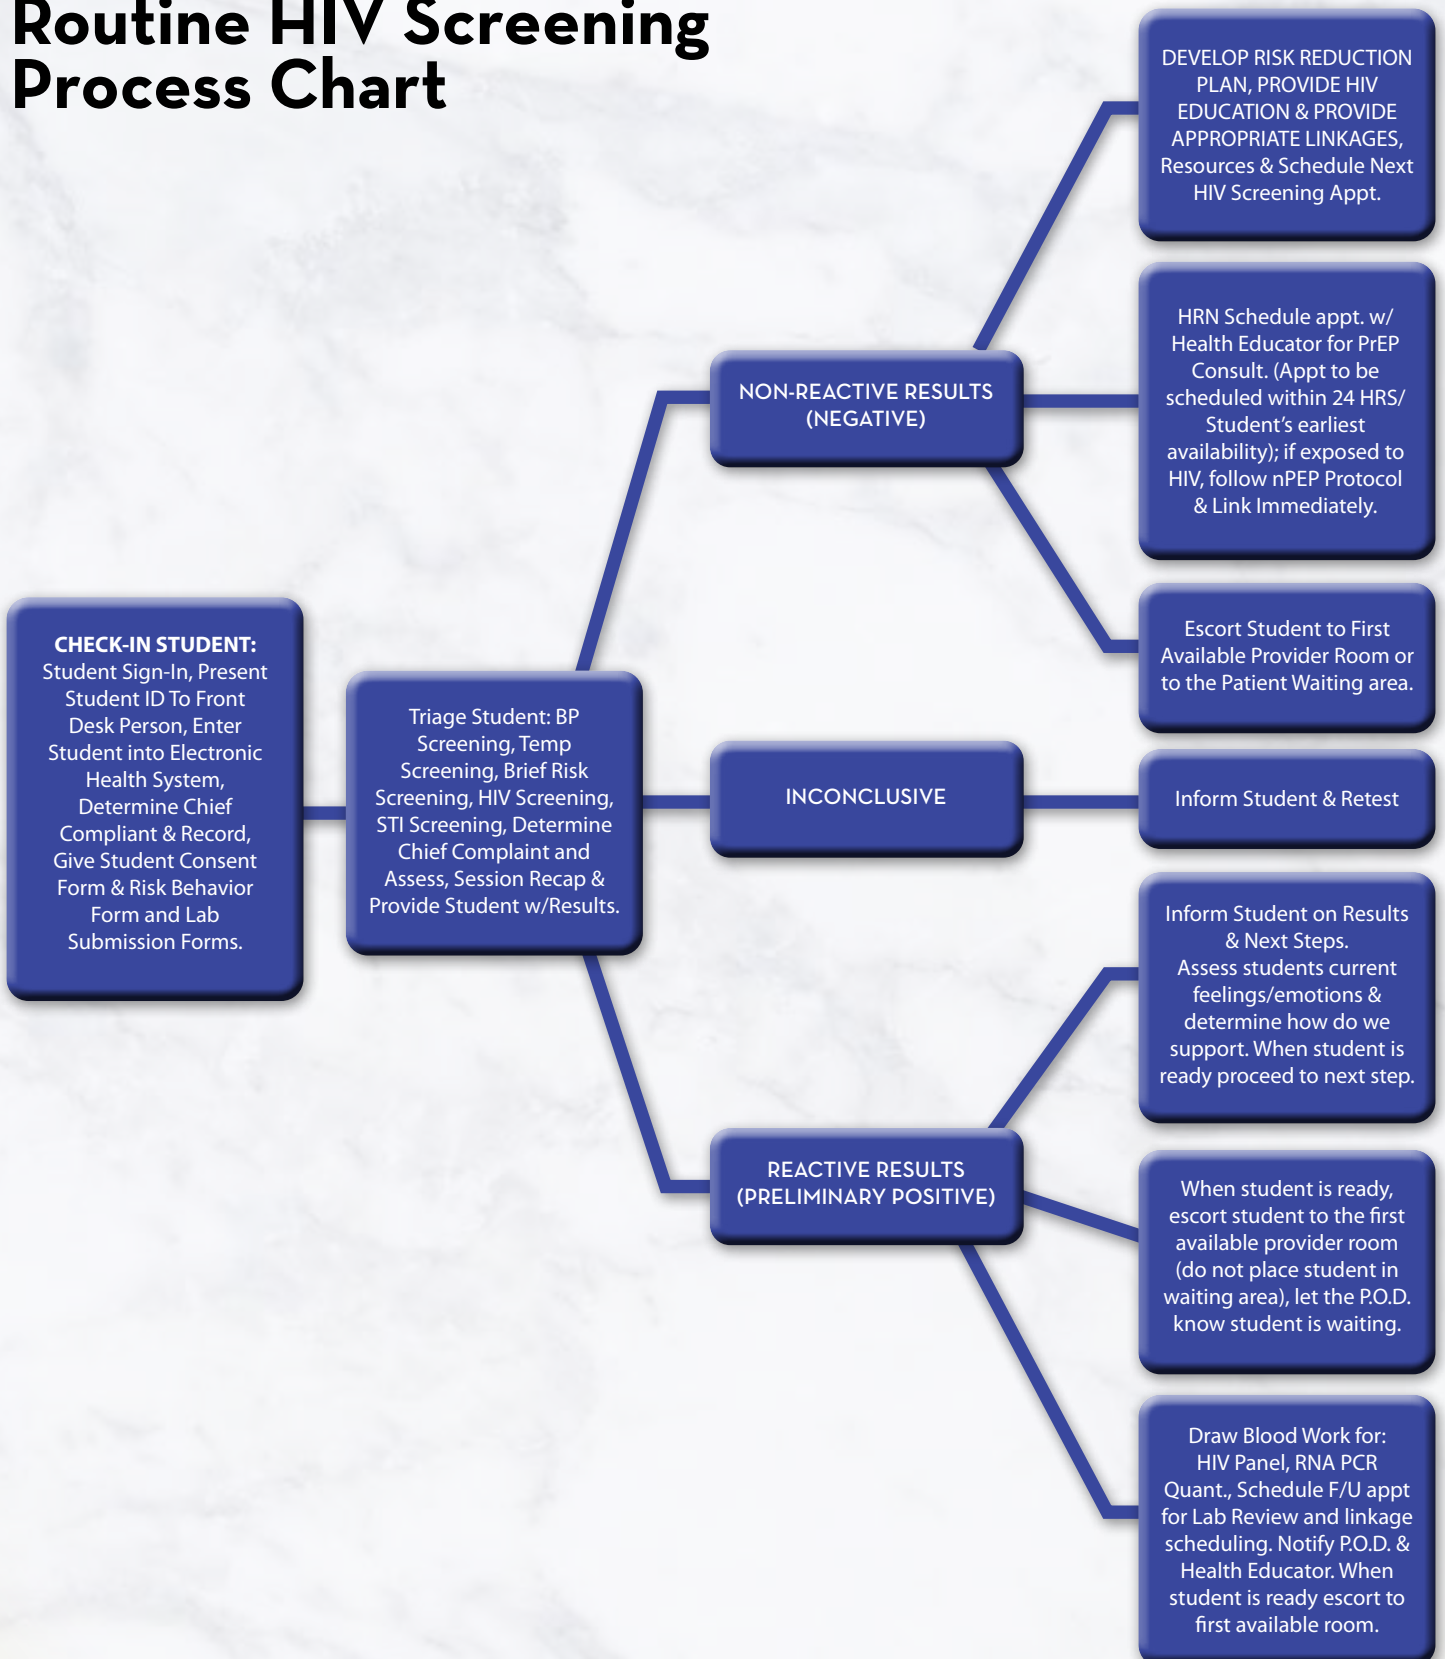 Routine HIV Screening
Process Chart
CHECK-IN STUDENT:
Student Sign-In, Present
Student ID To Front
Desk Person, Enter
Student into Electronic
Health System,
Determine Chief
Compliant & Record,
Give Student Consent
Form & Risk Behavior
Form and Lab
Submission Forms.
Triage Student: BP
Screening, Temp
Screening, Brief Risk
Screening, HIV Screening,
STI Screening, Determine
Chief Complaint and
Assess, Session Recap &
Provide Student w/Results.
NON-REACTIVE RESULTS
(NEGATIVE)
DEVELOP RISK REDUCTION
PLAN, PROVIDE HIV
EDUCATION & PROVIDE
APPROPRIATE LINKAGES,
Resources & Schedule Next
HIV Screening Appt.
HRN Schedule appt. w/
Health Educator for PrEP
Consult. (Appt to be
scheduled within 24 HRS/
Student’s earliest
availability); if exposed to
HIV, follow nPEP Protocol
& Link Immediately.
Escort Student to First
Available Provider Room or
to the Patient Waiting area.
INCONCLUSIVE
Inform Student & Retest
REACTIVE RESULTS
(PRELIMINARY POSITIVE)
Inform Student on Results
& Next Steps.
Assess students current
feelings/emotions &
determine how do we
support. When student is
ready proceed to next step.
When student is ready,
escort student to the first
available provider room
(do not place student in
waiting area), let the P.O.D.
know student is waiting.
Draw Blood Work for:
HIV Panel, RNA PCR
Quant., Schedule F/U appt
for Lab Review and linkage
scheduling. Notify P.O.D. &
Health Educator. When
student is ready escort to
first available room.